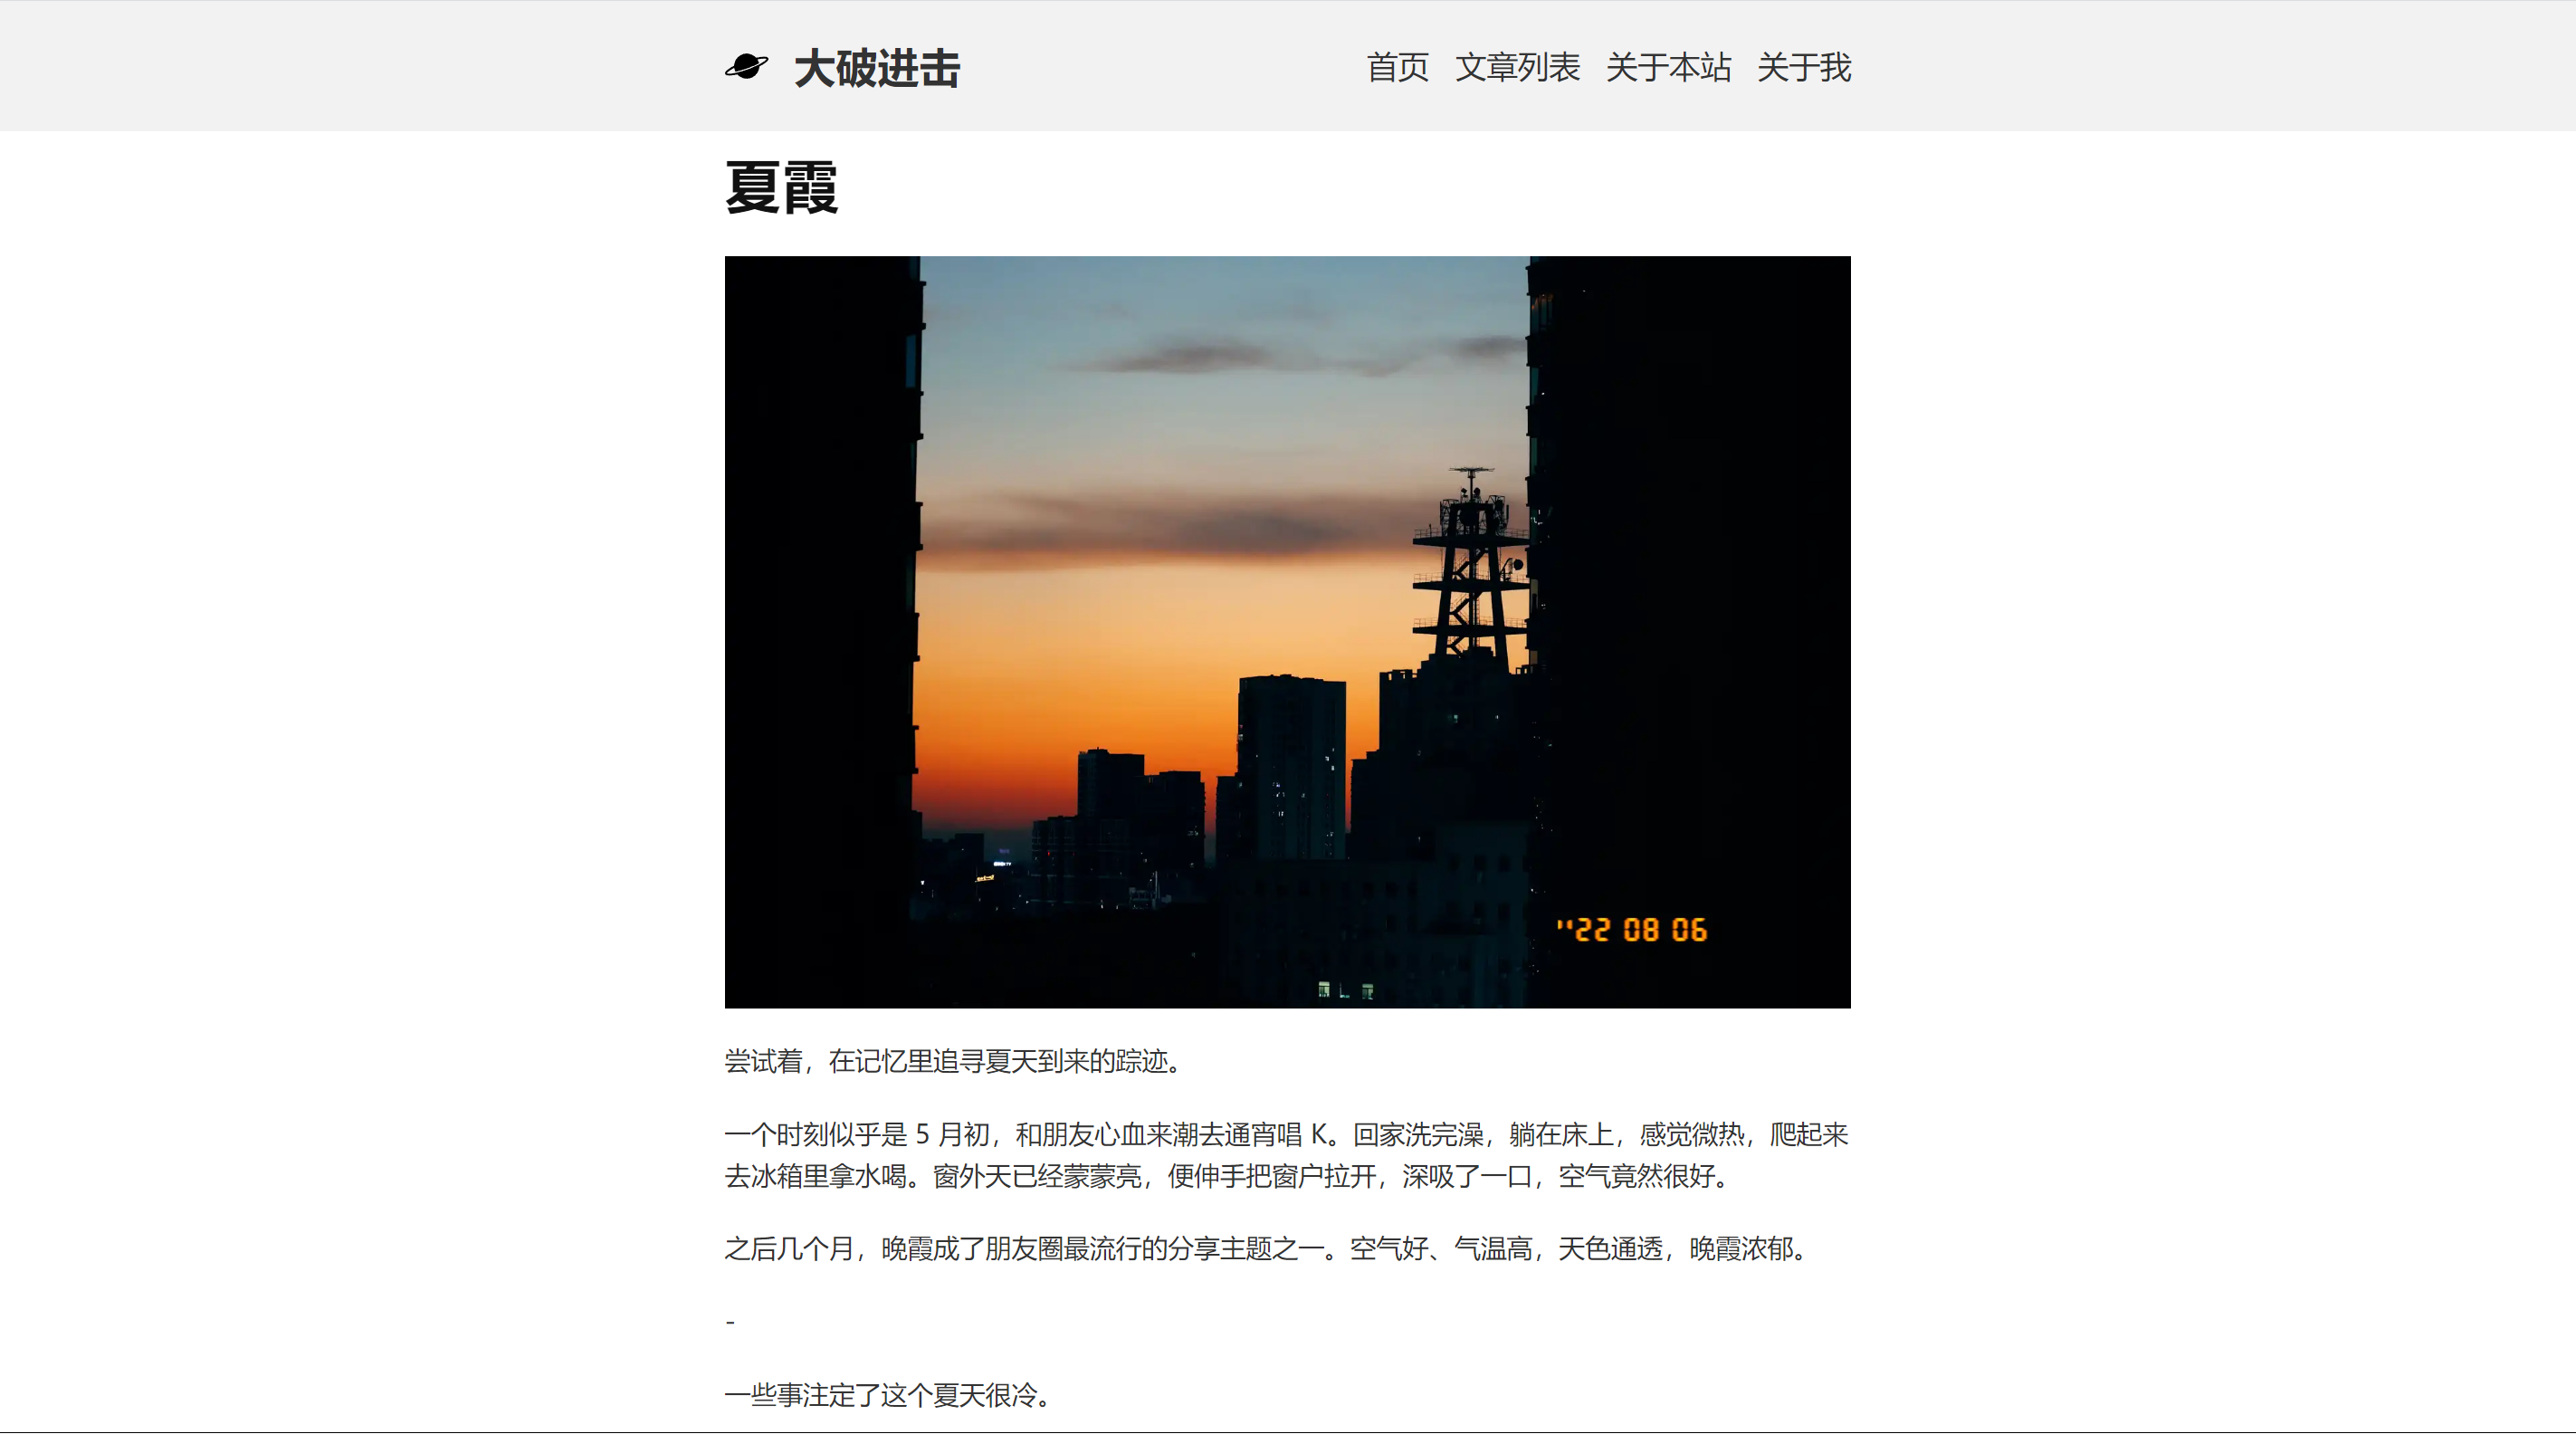 大破进击
首页 文章列表 关于本站 关于我
夏霞
''22 08 06
尝试着，在记忆里追寻夏天到来的踪迹。
一个时刻似乎是 5 月初，和朋友心血来潮去通宵唱 K。回家洗完澡，躺在床上，感觉微热，爬起来
去冰箱里拿水喝。窗外天已经蒙蒙亮，便伸手把窗户拉开，深吸了一口，空气竟然很好。
之后几个月，晚霞成了朋友圈最流行的分享主题之一。空气好、气温高，天色通透，晚霞浓郁。
-
一些事注定了这个夏天很冷。